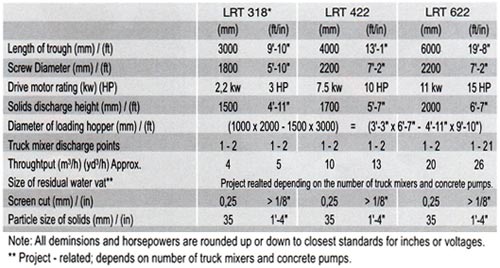 LRT 318* LRT 422 LRT 622
(mm) (ft/in) (mm) (ft/in) (mm) (ft/in)
Length of trough (mm) / (ft) 3000 9'-10" 4000 13'-1" 6000 19'-8"
Screw Diameter (mm) / (ft) 1800 5'-10" 2200 7'-2" 2200 7'-2"
Drive motor rating (kw) (HP) 2,2 kw 3 HP 7.5 kw 10 HP 11 kw 15 HP
Solids discharge height (mm) / (ft) 1500 4'-11" 1700 5'-7" 2000 6'-7"
Diameter of loading hopper (mm) / (ft) (1000 x 2000 - 1500 x 3000) = (3'-3" x 6'-7" - 4'-11" x 9'-10")
Truck mixer discharge points 1 - 2 1 - 2 1 - 2 1 - 2 1 - 2 1 - 21
Throughtput (m³/h) (yd³/h) Approx. 4 5 10 13 20 26
Size of residual water vat** Project realted depending on the number of truck mixers and concrete pumps.
Screen cut (mm) / (in) 0,25 > 1/8" 0,25 > 1/8" 0,25 > 1/8"
Particle size of solids (mm) / (in) 35 1'-4" 35 1'-4" 35 1'-4"
Note: All deminsions and horsepowers are rounded up or down to closest standards for inches or voltages.
** Project - related; depends on number of truck mixers and concrete pumps.